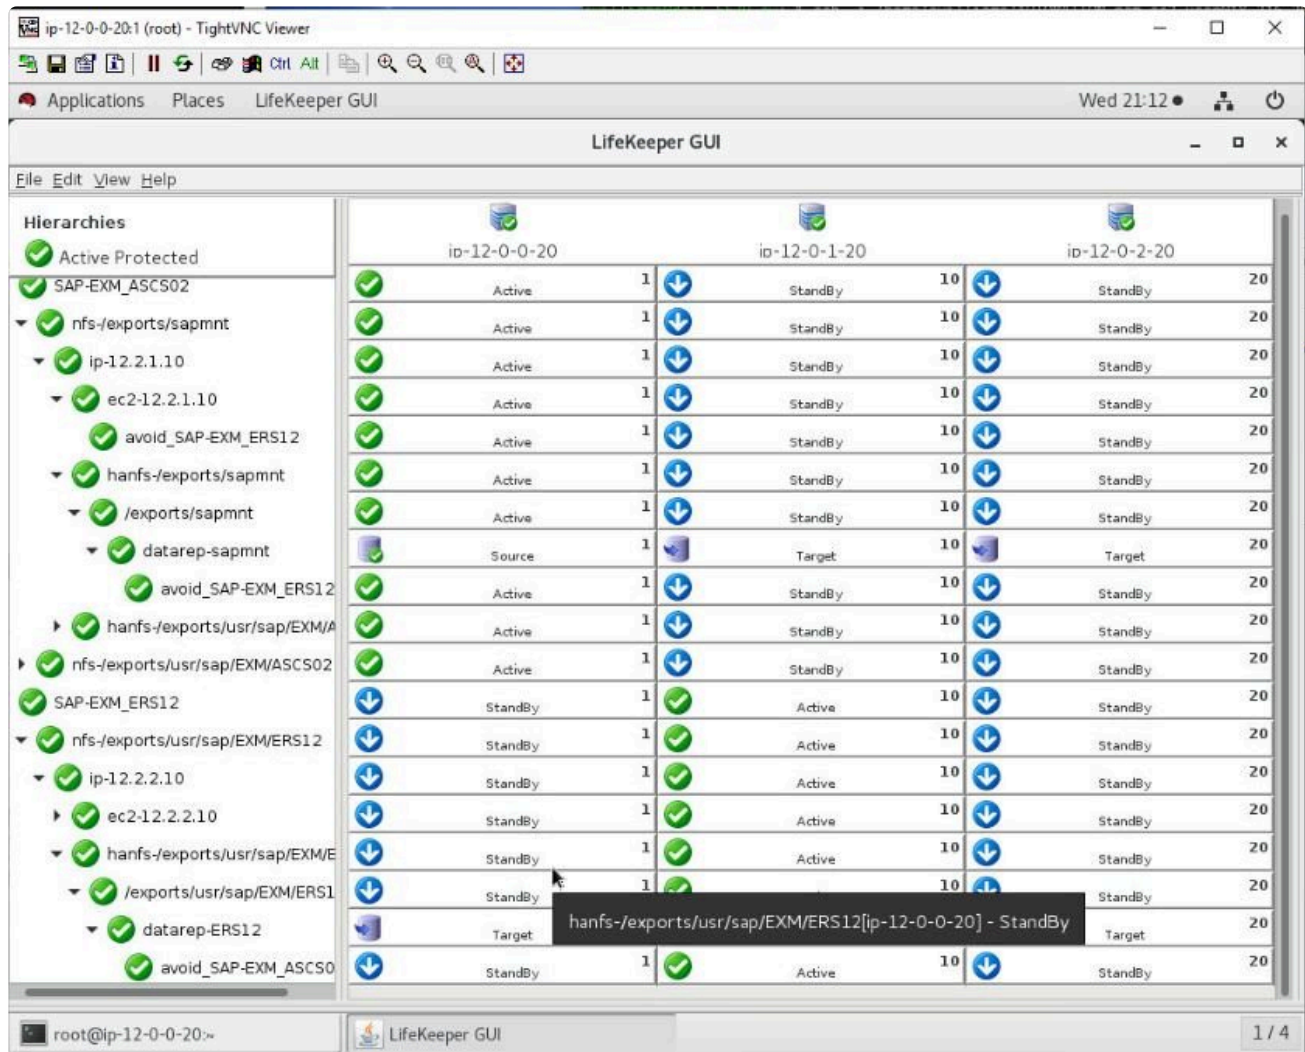 ip-12-0-0-20:1 (root) - TightVNC Viewer
Ctrl Alt
Applications Places LifeKeeper GUI Wed 21:12
LifeKeeper GUI
File Edit View Help
Hierarchies
Active Protected
ip-12-0-0-20 ip-12-0-1-20 ip-12-0-2-20
SAP-EXM_ASCS02 Active 1 StandBy 10 StandBy 20
nfs-/exports/sapmnt Active 1 StandBy 10 StandBy 20
ip-12.2.1.10 Active 1 StandBy 10 StandBy 20
ec2-12.2.1.10 Active 1 StandBy 10 StandBy 20
avoid_SAP-EXM_ERS12 Active 1 StandBy 10 StandBy 20
hanfs-/exports/sapmnt Active 1 StandBy 10 StandBy 20
/exports/sapmnt Active 1 StandBy 10 StandBy 20
datarep-sapmnt Source 1 Target 10 Target 20
avoid_SAP-EXM_ERS12 Active 1 StandBy 10 StandBy 20
hanfs-/exports/usr/sap/EXM/A Active 1 StandBy 10 StandBy 20
nfs-/exports/usr/sap/EXM/ASCS02 Active 1 StandBy 10 StandBy 20
SAP-EXM_ERS12 StandBy 1 Active 10 StandBy 20
nfs-/exports/usr/sap/EXM/ERS12 StandBy 1 Active 10 StandBy 20
ip-12.2.2.10 StandBy 1 Active 10 StandBy 20
ec2-12.2.2.10 StandBy 1 Active 10 StandBy 20
hanfs-/exports/usr/sap/EXM/E StandBy 1 Active 10 StandBy 20
/exports/usr/sap/EXM/ERS1 StandBy 1 10 StandBy 20
hanfs-/exports/usr/sap/EXM/ERS12[ip-12-0-0-20] - StandBy
datarep-ERS12 Target Target 20
avoid_SAP-EXM_ASCS0 StandBy 1 Active 10 StandBy 20
root@ip-12-0-0-20:~ LifeKeeper GUI 1 / 4